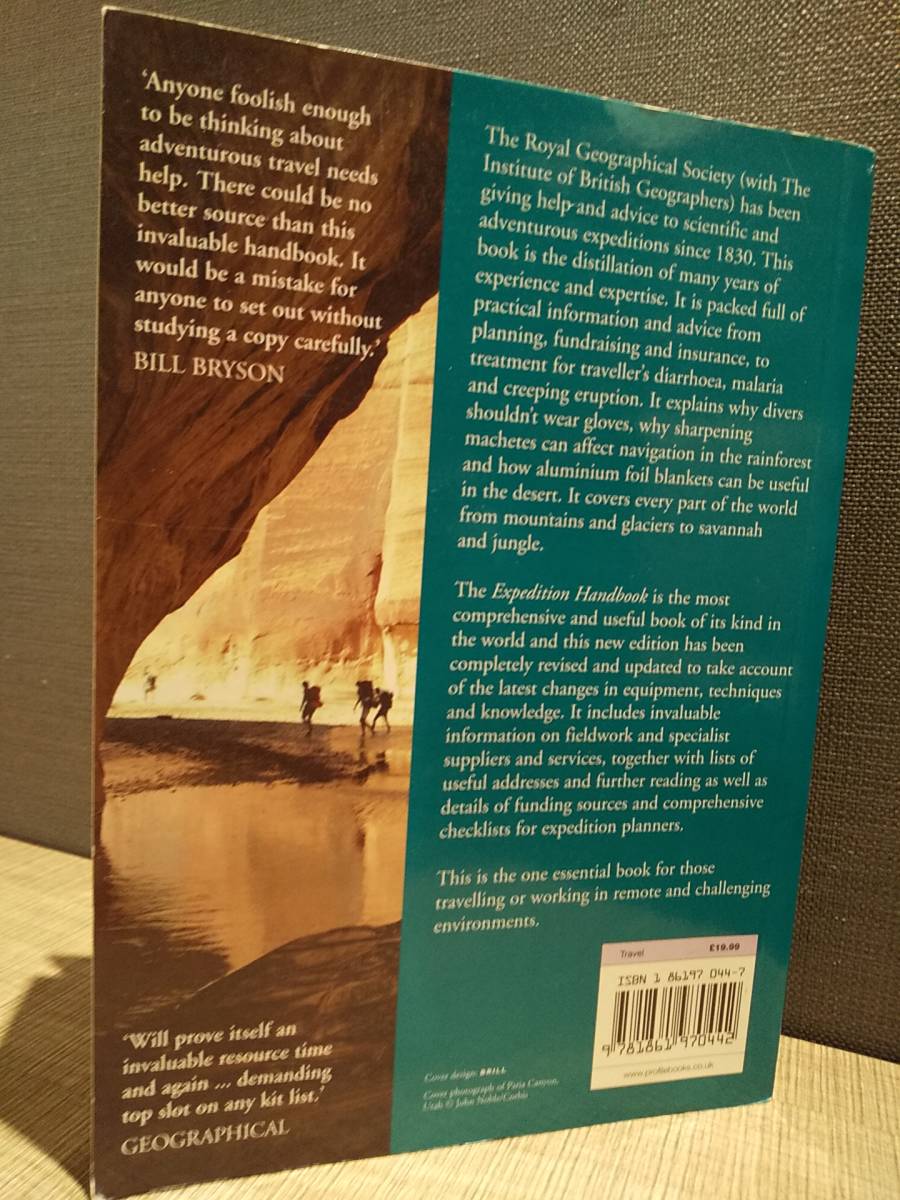 ‘Anyone foolish enough
to be thinking about
adventurous travel needs
help. There could be no
better source than this
invaluable handbook. It
would be a mistake for
anyone to set out without
studying a copy carefully.’
BILL BRYSON
‘Will prove itself an
invaluable resource time
and again ... demanding
top slot on any kit list.’
GEOGRAPHICAL
The Royal Geographical Society (with The
Institute of British Geographers) has been
giving help and advice to scientific and
adventurous expeditions since 1830. This
book is the distillation of many years of
experience and expertise. It is packed full of
practical information and advice from
planning, fundraising and insurance, to
treatment for traveller's diarrhoea, malaria
and creeping eruption. It explains why divers
shouldn't wear gloves, why sharpening
machetes can affect navigation in the rainforest
and how aluminium foil blankets can be useful
in the desert. It covers every part of the world
from mountains and glaciers to savannah
and jungle.
The Expedition Handbook is the most
comprehensive and useful book of its kind in
the world and this new edition has been
completely revised and updated to take account
of the latest changes in equipment, techniques
and knowledge. It includes invaluable
information on fieldwork and specialist
suppliers and services, together with lists of
useful addresses and further reading as well as
details of funding sources and comprehensive
checklists for expedition planners.
This is the one essential book for those
travelling or working in remote and challenging
environments.
Cover design: BRILL
Cover photograph of Paria Canyon,
Utah © John Noble/Corbis
Travel £19.99
ISBN 1 86197 044-7
9 781861 970442
www.profilebooks.co.uk